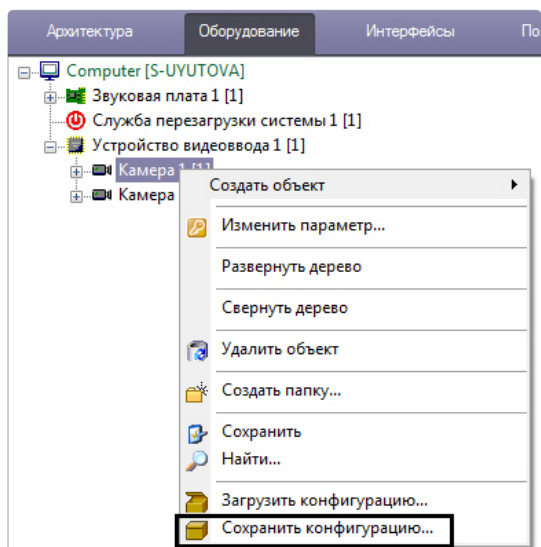 Архитектура Оборудование Интерфейсы
Computer [S-UYUTOVA]
Звуковая плата 1 [1]
Служба перезагрузки системы 1 [1]
Устройство видеоввода 1 [1]
Камера 1 [1]
Камера
Создать объект
Изменить параметр...
Развернуть дерево
Свернуть дерево
Удалить объект
Создать папку...
Сохранить
Найти...
Загрузить конфигурацию...
Сохранить конфигурацию...